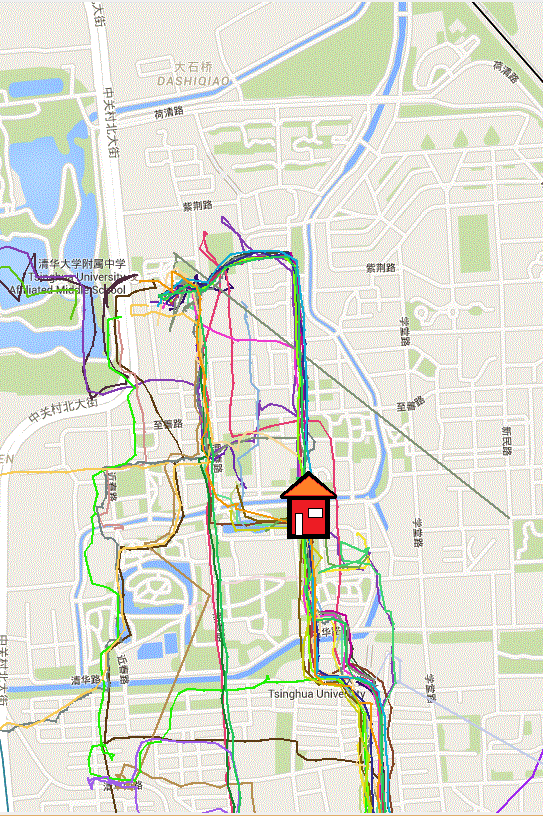 大街
大石桥
DASHIQIAO
荷清路
中关村北大街
荷清路
紫荆路
清华大学附属中学
Tsinghua University
Affiliated Middle School
紫荆路
学堂路
至善路
中关村北大街
至善路
新民路
EN
近春路
学堂路
清华路
近春路
学堂路
中关村北大街
Tsinghua University